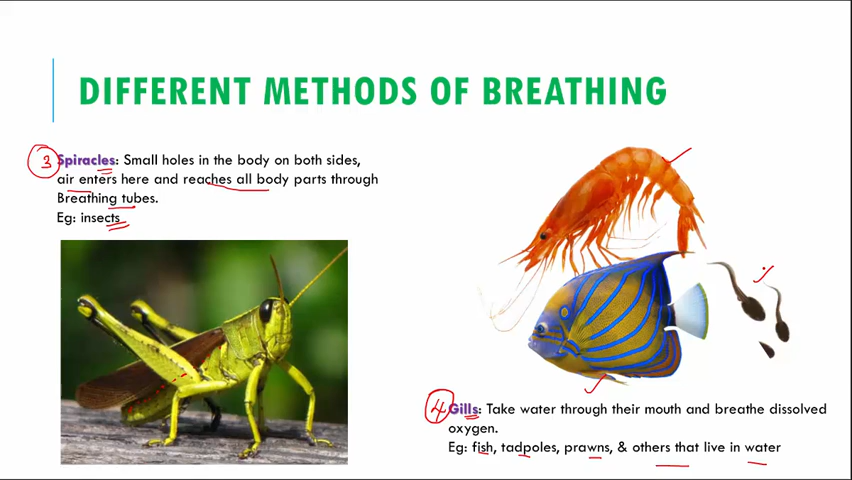 DIFFERENT METHODS OF BREATHING
3 Spiracles: Small holes in the body on both sides,
air enters here and reaches all body parts through
Breathing tubes.
Eg: insects
4 Gills: Take water through their mouth and breathe dissolved
oxygen.
Eg: fish, tadpoles, prawns, & others that live in water